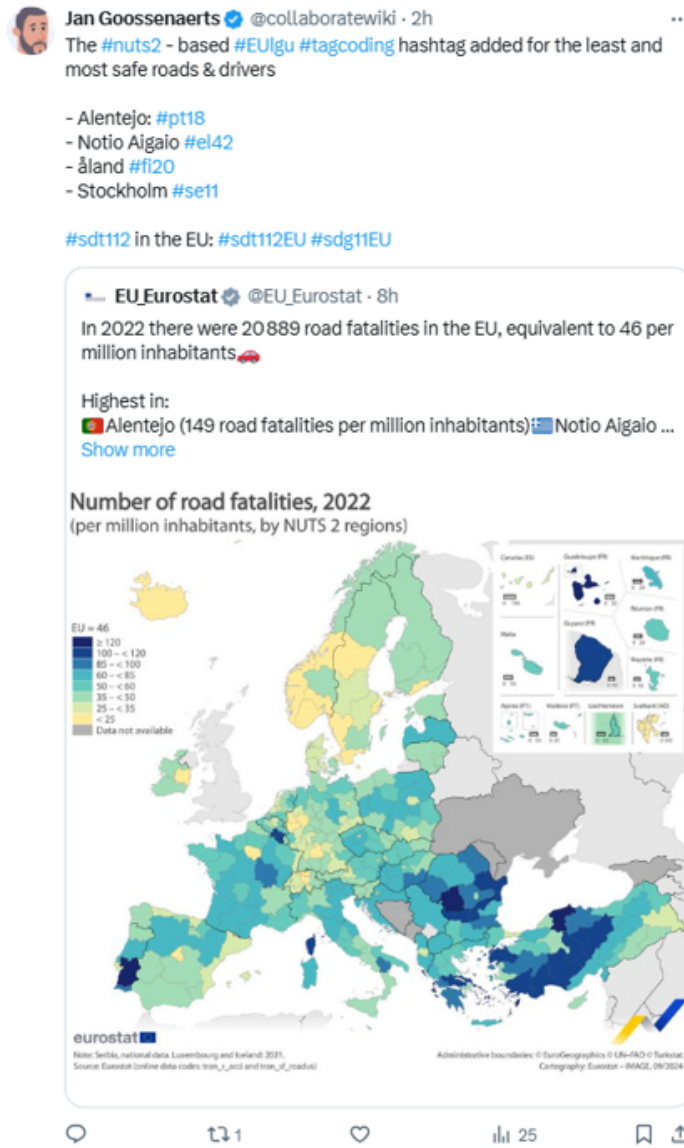 Jan Goossenaerts @collaboratewiki · 2h
The #nuts2 - based #EUlgu #tagcoding hashtag added for the least and
most safe roads & drivers
- Alentejo: #pt18
- Notio Aigaio #el42
- åland #fi20
- Stockholm #se11
#sdt112 in the EU: #sdt112EU #sdg11EU
EU_Eurostat @EU_Eurostat · 8h
In 2022 there were 20 889 road fatalities in the EU, equivalent to 46 per
million inhabitants
Highest in:
Alentejo (149 road fatalities per million inhabitants) Notio Aigaio ...
Show more
Number of road fatalities, 2022
(per million inhabitants, by NUTS 2 regions)
EU = 46
≥ 120
100 – < 120
85 – < 100
60 – < 85
50 – < 60
35 – < 50
25 – < 35
< 25
Data not available
Canarias (ES)
Guadeloupe (FR)
Martinique (FR)
Guyane (FR)
Réunion (FR)
Malta
Mayotte (FR)
Açores (PT)
Madeira (PT)
Liechtenstein
Svalbard (NO)
eurostat
Note: Serbia, national data. Luxembourg and Iceland: 2021.
Source: Eurostat (online data codes: tran_r_acci and tran_sf_roadus)
Administrative boundaries: © EuroGeographics © UN–FAO © Turkstat
Cartography: Eurostat – IMAGE, 09/2024
1
25